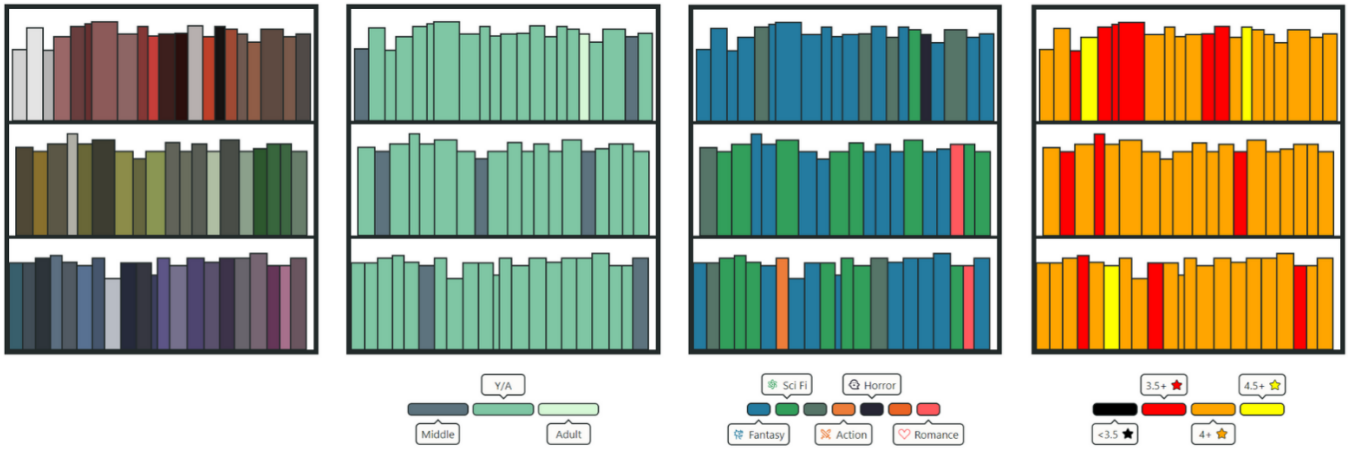 Y/A
Middle
Adult
Sci Fi
Horror
Fantasy
Action
Romance
3.5+ ★
4.5+ ☆
<3.5 ★
4+ ☆